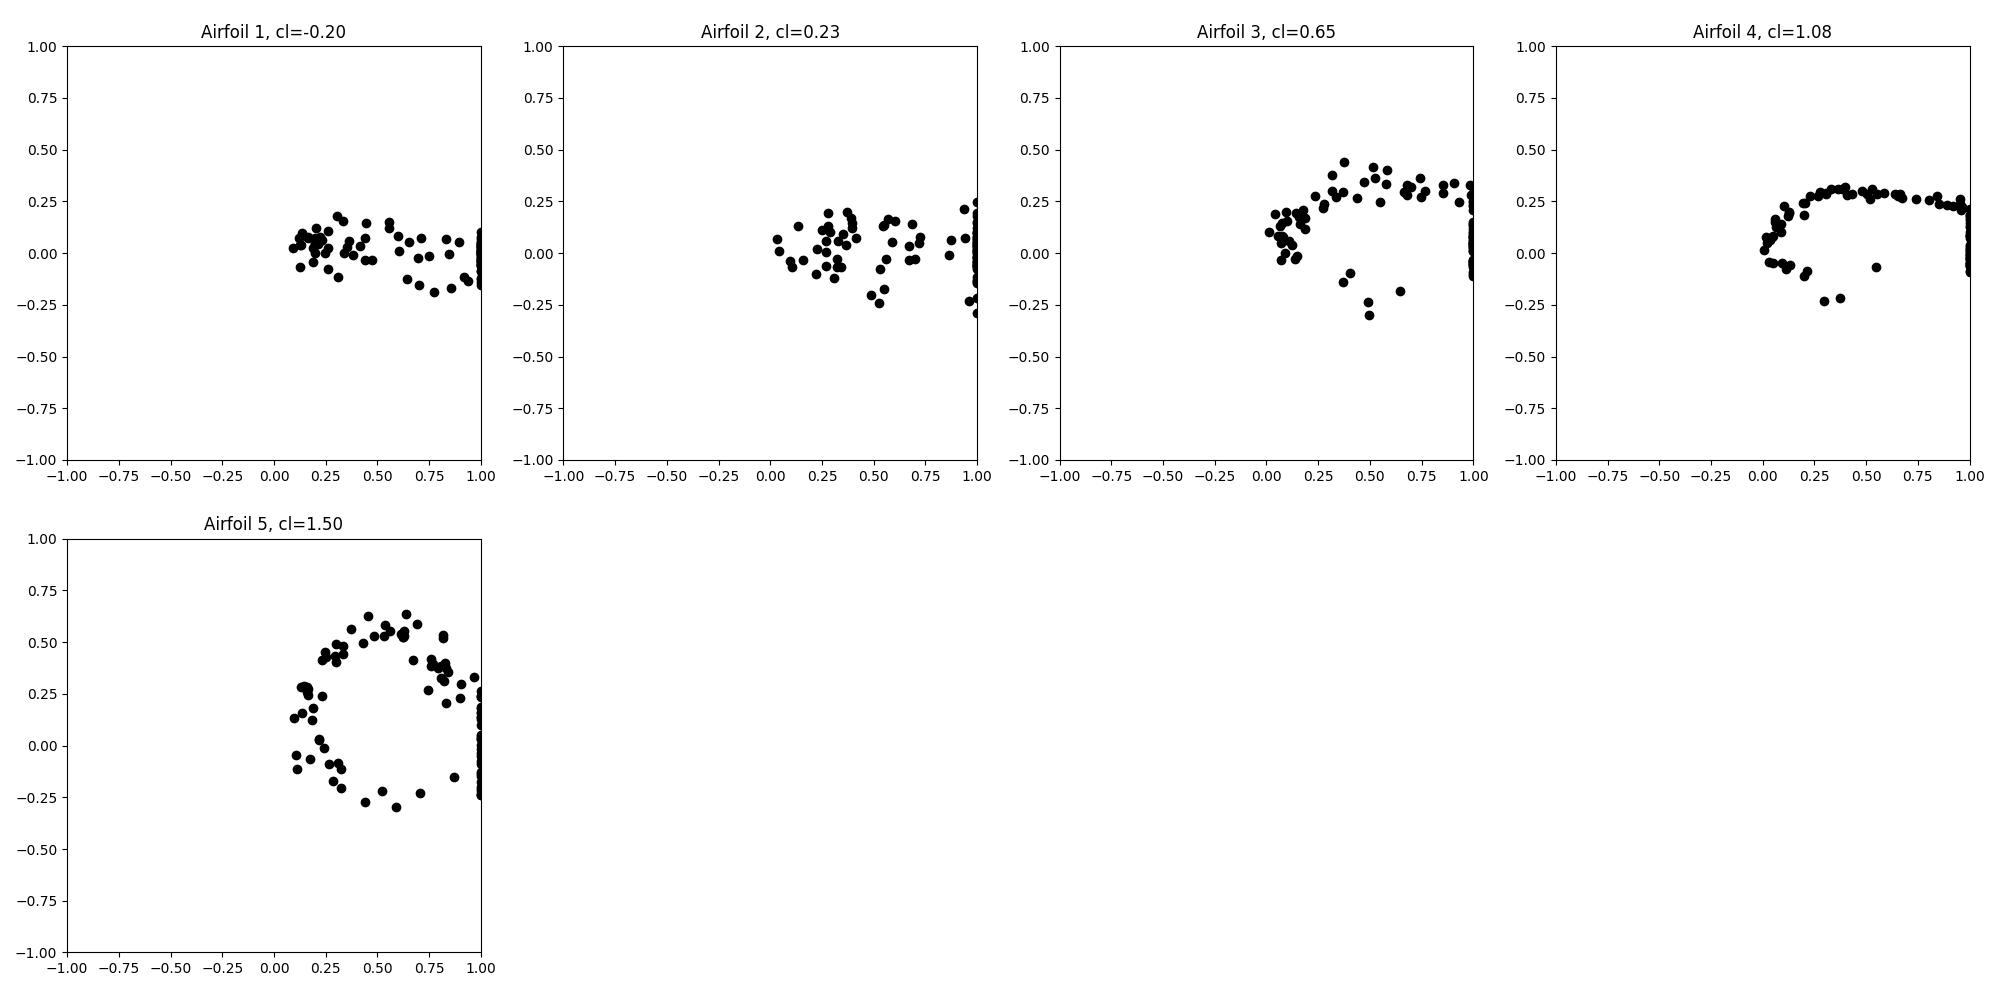 Airfoil 1, cl=-0.20
Airfoil 2, cl=0.23
Airfoil 3, cl=0.65
Airfoil 4, cl=1.08
1.00 1.00 1.00 1.00
0.75 0.75 0.75 0.75
0.50 0.50 0.50 0.50
0.25 0.25 0.25 0.25
0.00 0.00 0.00 0.00
−0.25 −0.25 −0.25 −0.25
−0.50 −0.50 −0.50 −0.50
−0.75 −0.75 −0.75 −0.75
−1.00 −1.00 −1.00 −1.00
−1.00 −0.75 −0.50 −0.25 0.00 0.25 0.50 0.75 1.00
−1.00 −0.75 −0.50 −0.25 0.00 0.25 0.50 0.75 1.00
−1.00 −0.75 −0.50 −0.25 0.00 0.25 0.50 0.75 1.00
−1.00 −0.75 −0.50 −0.25 0.00 0.25 0.50 0.75 1.00
Airfoil 5, cl=1.50
1.00
0.75
0.50
0.25
0.00
−0.25
−0.50
−0.75
−1.00
−1.00 −0.75 −0.50 −0.25 0.00 0.25 0.50 0.75 1.00